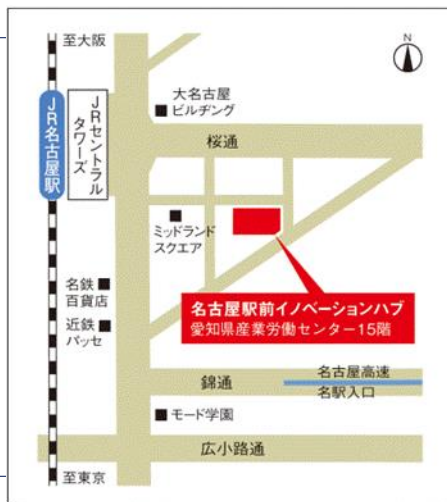 至大阪
N
大名古屋
ビルヂング
JRセントラル
タワーズ
JR名古屋駅
桜通
ミッドランド
スクエア
名鉄
百貨店
名古屋駅前イノベーションハブ
愛知県産業労働センター15階
近鉄
パッセ
名古屋高速
錦通
名駅入口
モード学園
広小路通
至東京